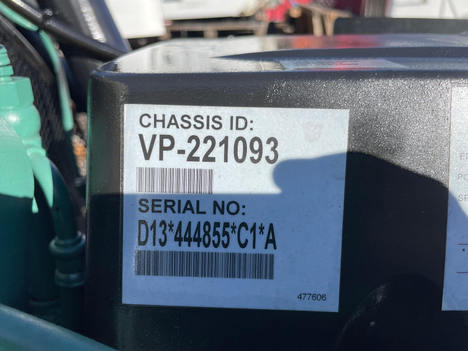 CHASSIS ID:
VP-221093
SERIAL NO:
D13*444855*C1*A
477606